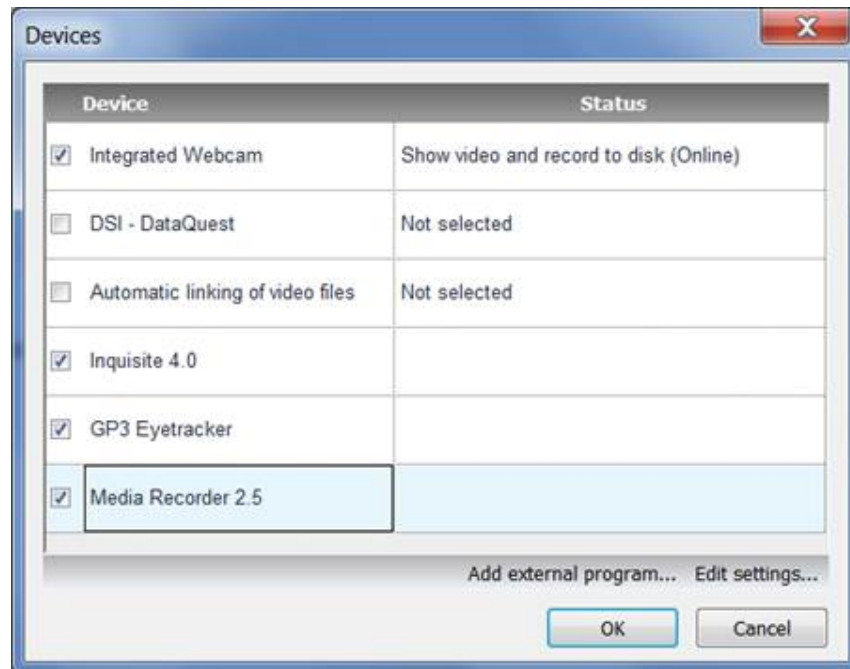 Devices
Device Status
Integrated Webcam Show video and record to disk (Online)
DSI - DataQuest Not selected
Automatic linking of video files Not selected
Inquisite 4.0
GP3 Eyetracker
Media Recorder 2.5
Add external program... Edit settings...
OK Cancel